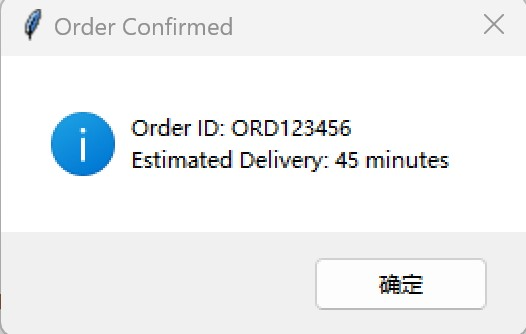 Order Confirmed
Order ID: ORD123456
Estimated Delivery: 45 minutes
确定